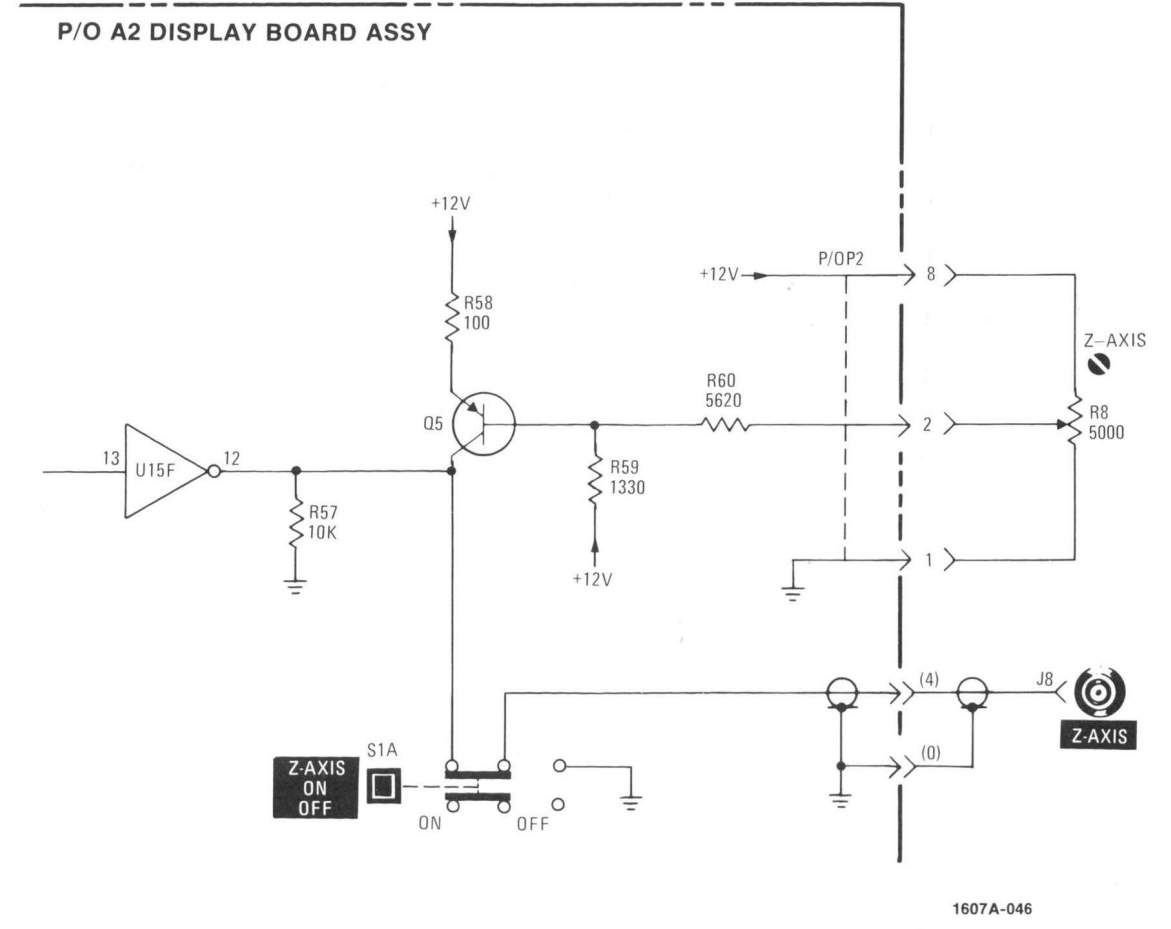 P/O A2 DISPLAY BOARD ASSY
+12V
R58
100
+12V
P/OP2
8
Z-AXIS
R60
5620
Q5
2
R8
5000
13
U15F
12
R59
1330
R57
10K
+12V
1
(4)
J8
Z-AXIS
(0)
S1A
Z-AXIS
ON
OFF
ON
OFF
1607A-046